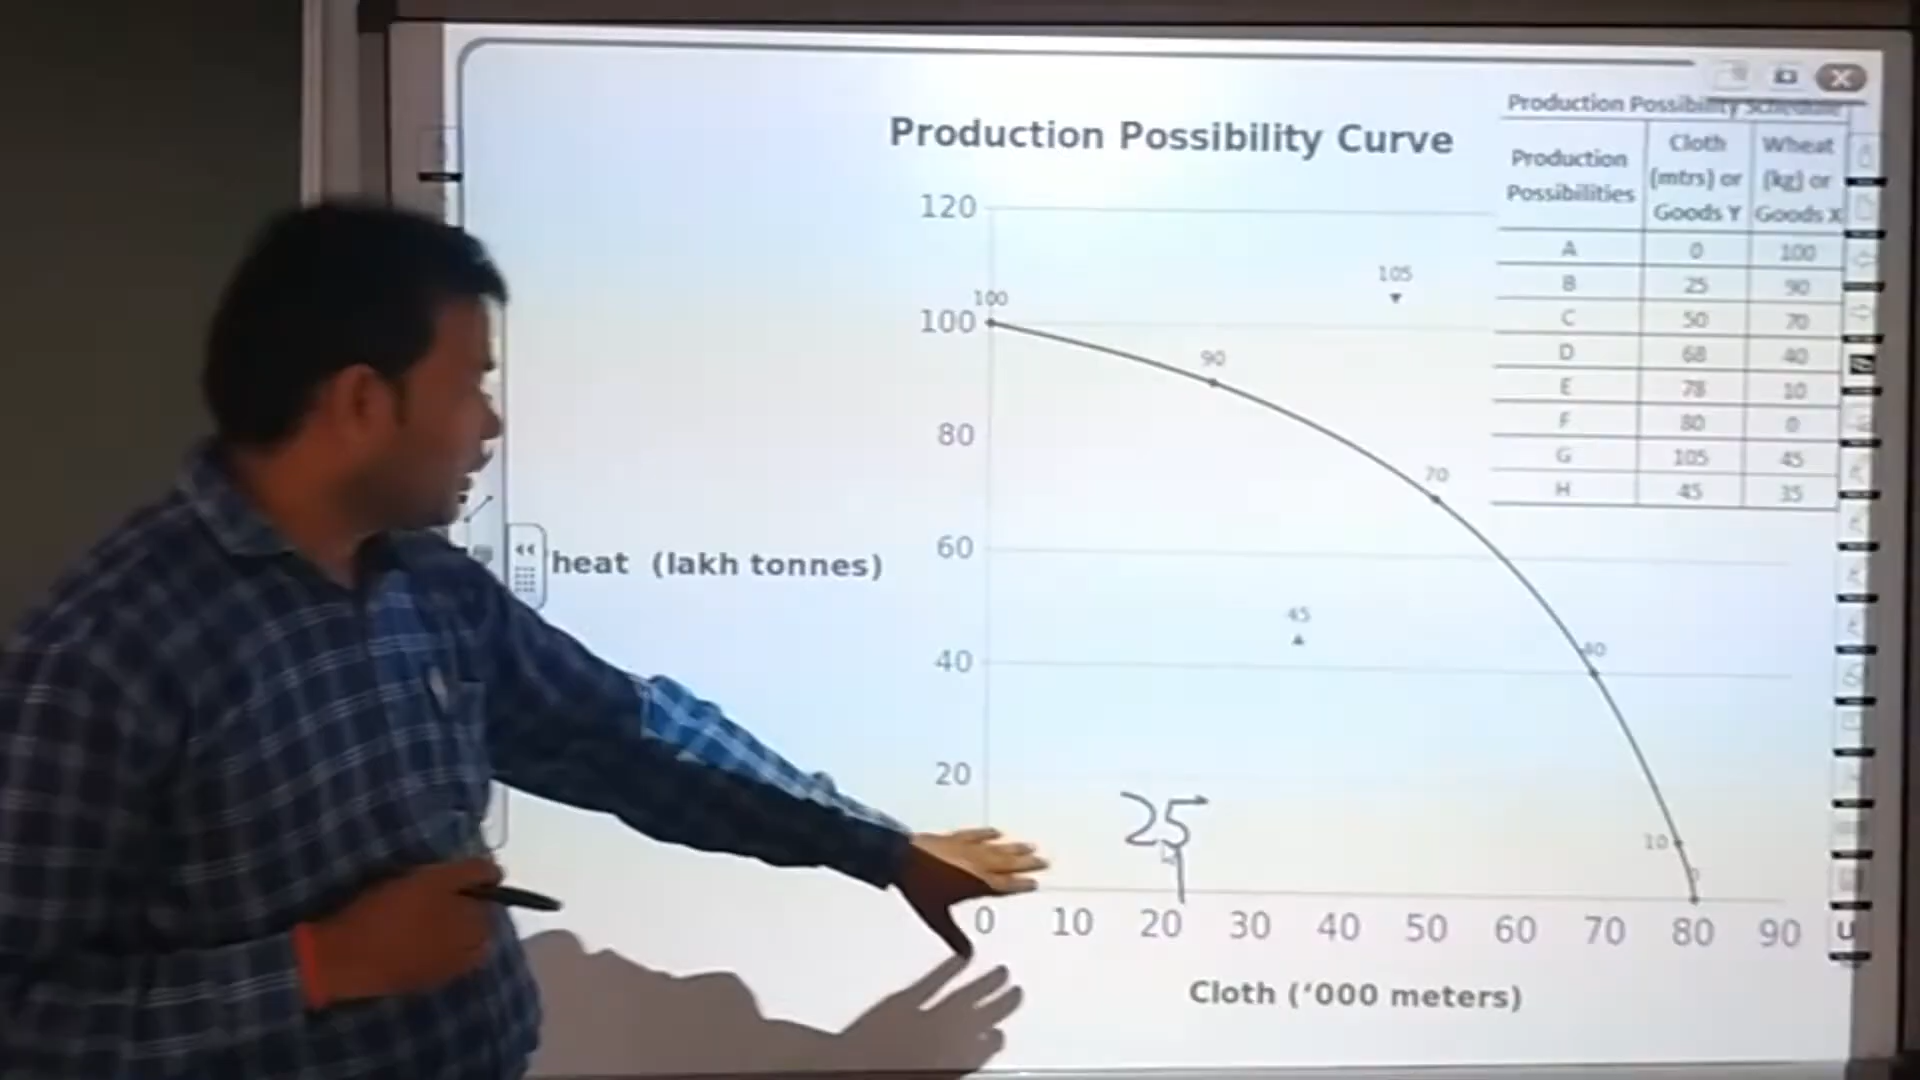 Production Possibility Curve
Production Possibility Schedule
Production Possibilities Cloth (mtrs) or Goods Y Wheat (kg) or Goods X
A 0 100
B 25 90
C 50 70
D 68 40
E 78 10
F 80 0
G 105 45
H 45 35
120
100
80
60
40
20
heat (lakh tonnes)
100
90
70
40
10
0
105
45
25
0 10 20 30 40 50 60 70 80 90
Cloth (‘000 meters)